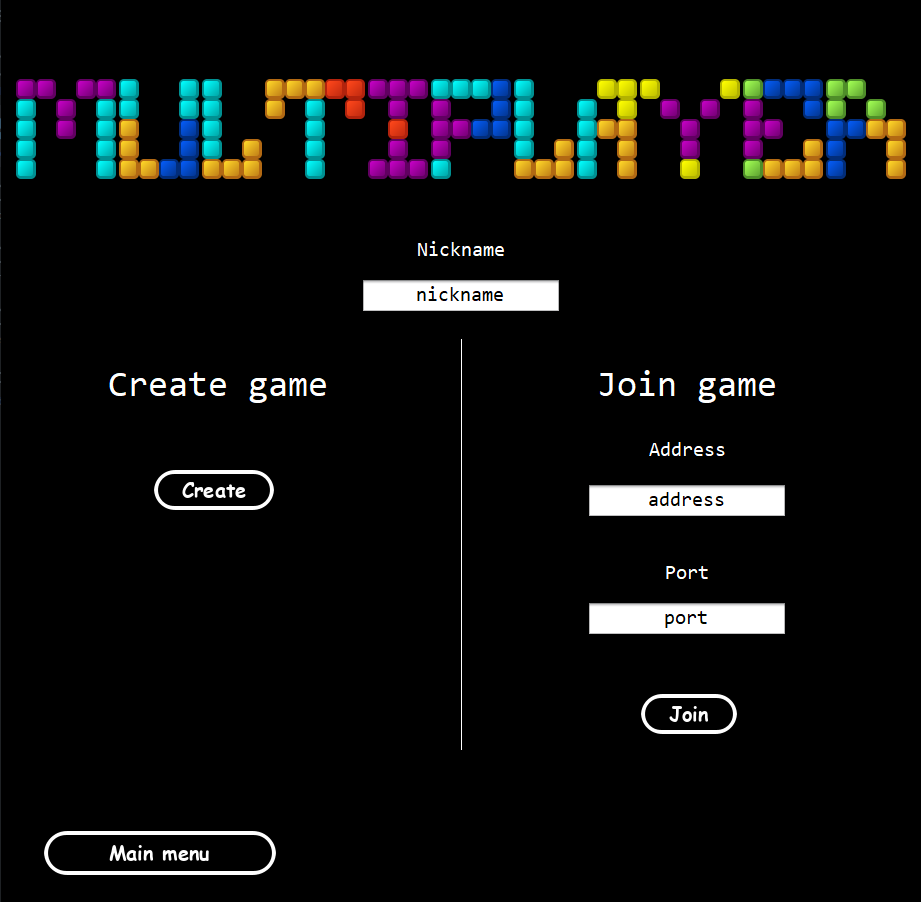 MULTIPLAYER
Nickname
nickname
Create game
Create
Join game
Address
address
Port
port
Join
Main menu